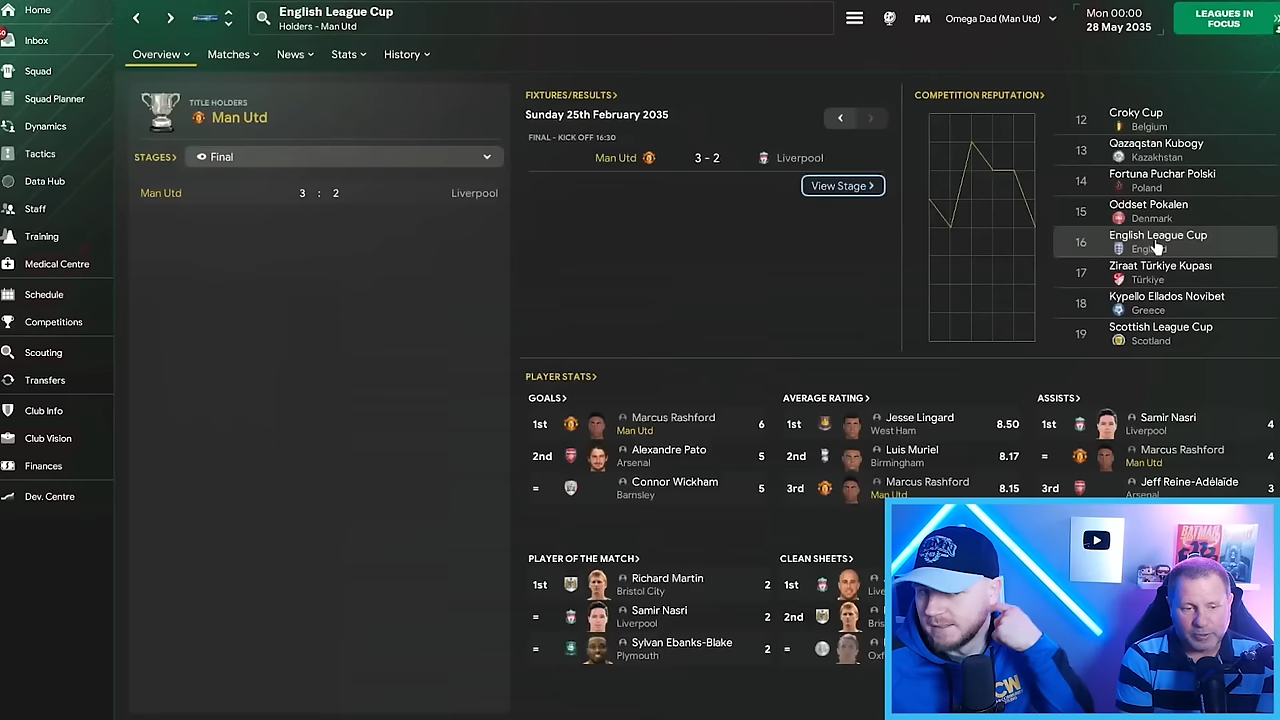 Home
Inbox
Squad
Squad Planner
Dynamics
Tactics
Data Hub
Staff
Training
Medical Centre
Schedule
Competitions
Scouting
Transfers
Club Info
Club Vision
Finances
Dev. Centre
English League Cup
Holders - Man Utd
FM
Omega Dad (Man Utd)
Mon 00:00
28 May 2035
LEAGUES IN
FOCUS
Overview
Matches
News
Stats
History
TITLE HOLDERS
Man Utd
STAGES>
Final
Man Utd 3 : 2 Liverpool
FIXTURES/RESULTS>
Sunday 25th February 2035
FINAL - KICK OFF 16:30
Man Utd 3 - 2 Liverpool
View Stage >
COMPETITION REPUTATION>
12 Croky Cup
Belgium
13 Qazaqstan Kubogy
Kazakhstan
14 Fortuna Puchar Polski
Poland
15 Oddset Pokalen
Denmark
16 English League Cup
17 Ziraat Türkiye Kupası
Türkiye
18 Kypello Ellados Novibet
Greece
19 Scottish League Cup
Scotland
PLAYER STATS>
GOALS>
1st Marcus Rashford 6
Man Utd
2nd Alexandre Pato 5
Arsenal
= Connor Wickham 5
Barnsley
AVERAGE RATING>
1st Jesse Lingard 8.50
West Ham
2nd Luis Muriel 8.17
Birmingham
3rd Marcus Rashford 8.15
Man Utd
ASSISTS>
1st Samir Nasri 4
Liverpool
= Marcus Rashford 4
Man Utd
3rd Jeff Reine-Adélaïde 3
Arsenal
PLAYER OF THE MATCH>
1st Richard Martin 2
Bristol City
= Samir Nasri 2
Liverpool
= Sylvan Ebanks-Blake 2
Plymouth
CLEAN SHEETS>
1st
2nd
=
BATMAN
CW